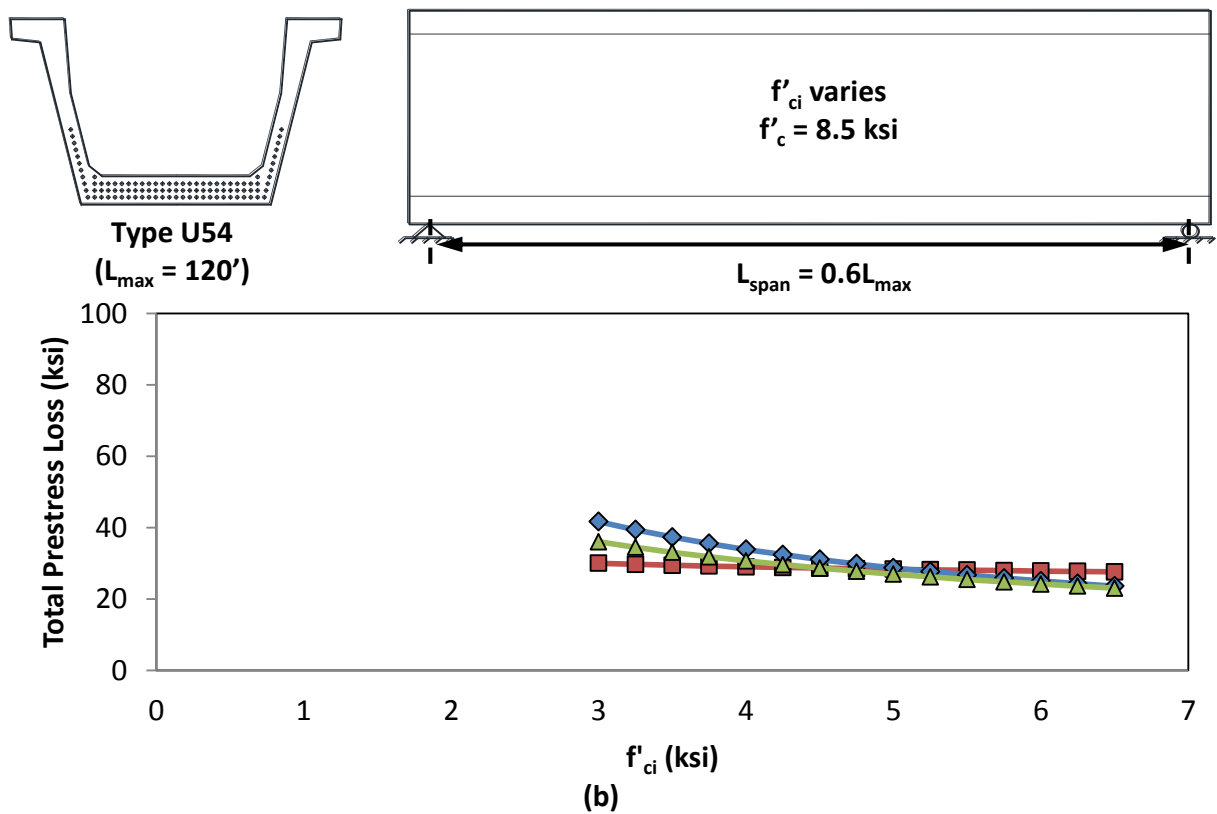 Type U54
(Lmax = 120’)
f’ci varies
f’c = 8.5 ksi
Lspan = 0.6Lmax
Total Prestress Loss (ksi)
100
80
60
40
20
0
0 1 2 3 4 5 6 7
f'ci (ksi)
(b)